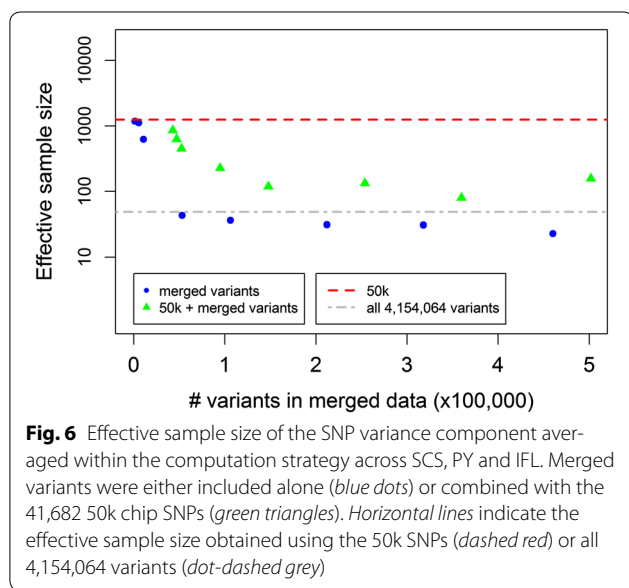 10000
1000
100
10
Effective sample size
merged variants
50k + merged variants
50k
all 4,154,064 variants
0 1 2 3 4 5
# variants in merged data (x100,000)
Fig. 6 Effective sample size of the SNP variance component aver-
aged within the computation strategy across SCS, PY and IFL. Merged
variants were either included alone (blue dots) or combined with the
41,682 50k chip SNPs (green triangles). Horizontal lines indicate the
effective sample size obtained using the 50k SNPs (dashed red) or all
4,154,064 variants (dot-dashed grey)